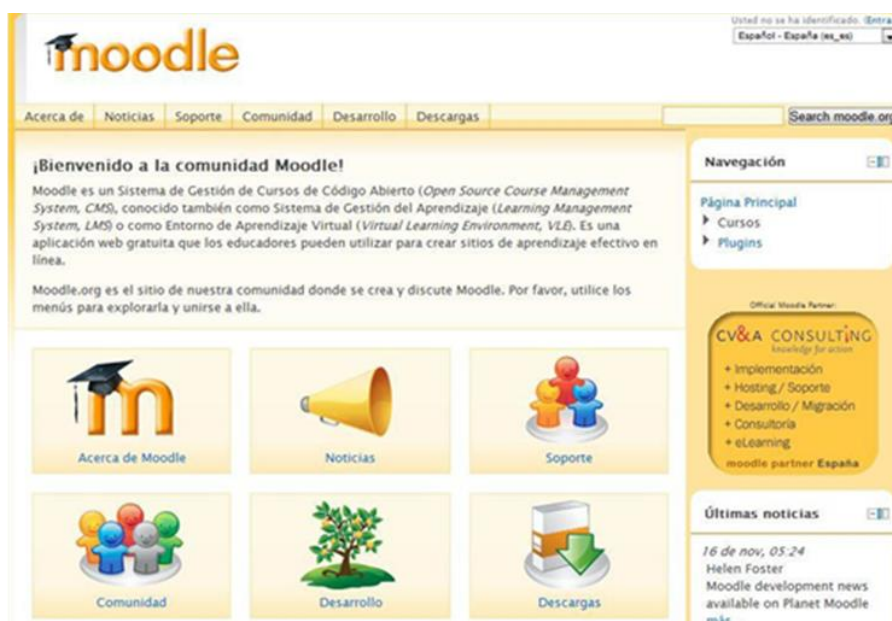 Usted no se ha identificado. (Entra
Español - España (es_es)
moodle
Acerca de Noticias Soporte Comunidad Desarrollo Descargas
Search moodle.org
¡Bienvenido a la comunidad Moodle!
Moodle es un Sistema de Gestión de Cursos de Código Abierto (Open Source Course Management
System, CMS), conocido también como Sistema de Gestión del Aprendizaje (Learning Management
System, LMS) o como Entorno de Aprendizaje Virtual (Virtual Learning Environment, VLE). Es una
aplicación web gratuita que los educadores pueden utilizar para crear sitios de aprendizaje efectivo en
línea.
Moodle.org es el sitio de nuestra comunidad donde se crea y discute Moodle. Por favor, utilice los
menús para explorarla y unirse a ella.
m
Acerca de Moodle
Noticias
Soporte
Comunidad
Desarrollo
Descargas
Navegación
Página Principal
Cursos
Plugins
Official Moodle Partner:
CV&A CONSULTING
knowledge for action
+ Implementación
+ Hosting / Soporte
+ Desarrollo / Migración
+ Consultoría
+ eLearning
moodle partner España
Últimas noticias
16 de nov, 05:24
Helen Foster
Moodle development news
available on Planet Moodle
más...